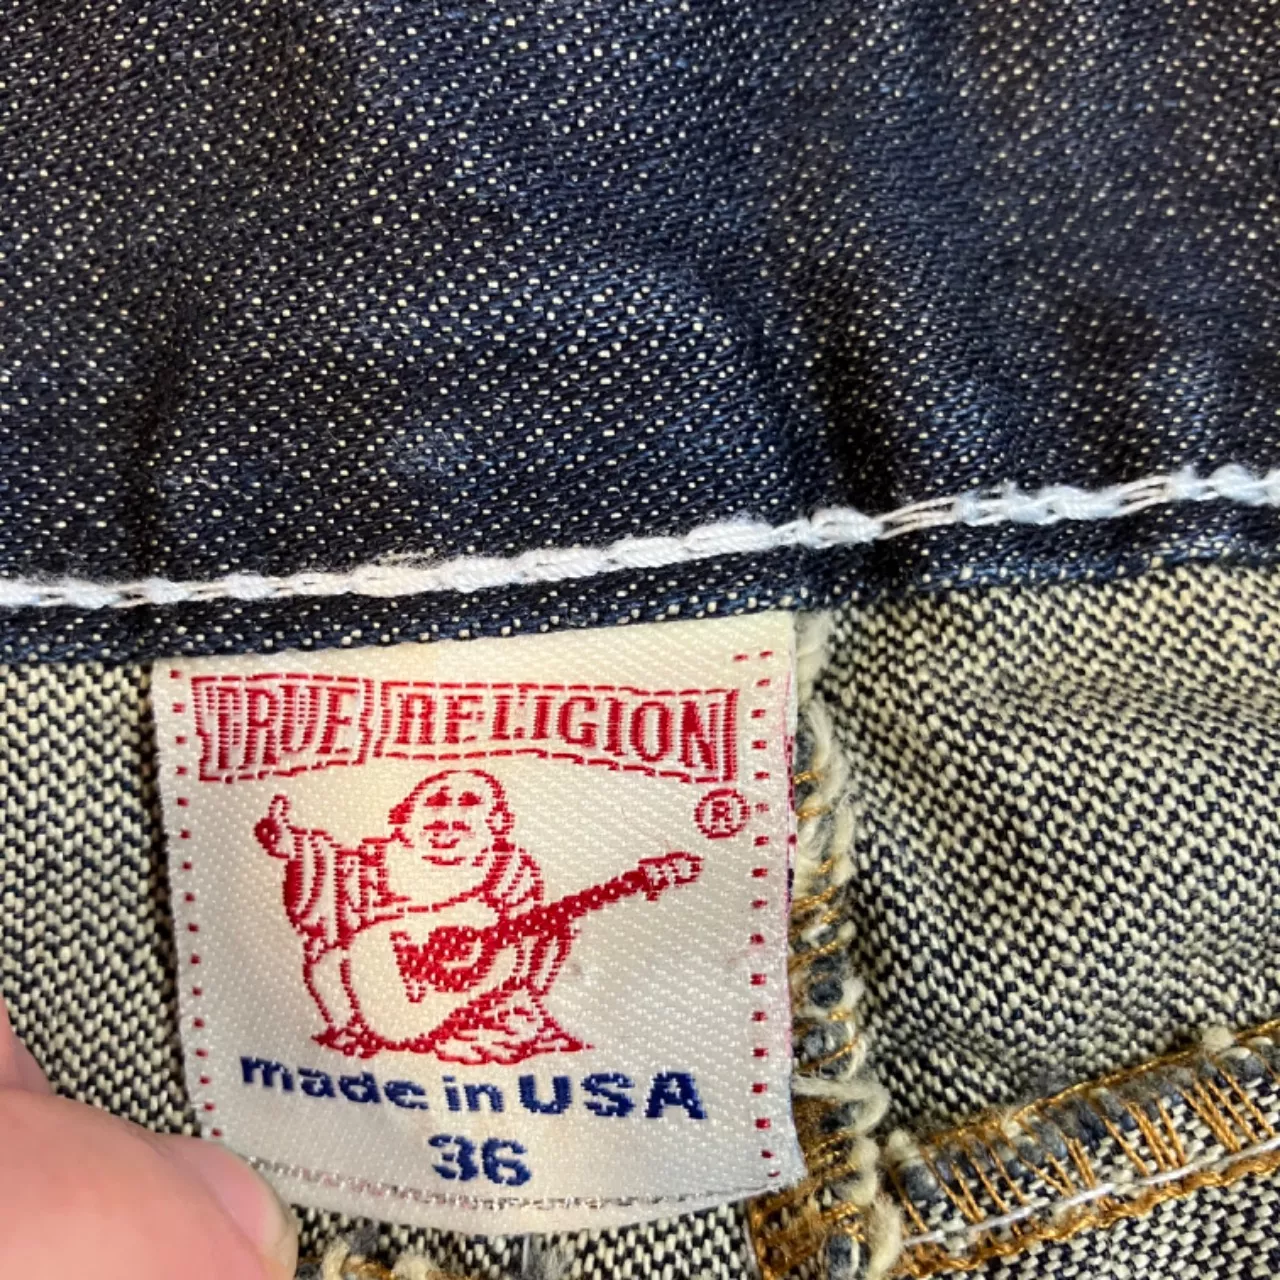 TRUE RELIGION
®
made in USA
36